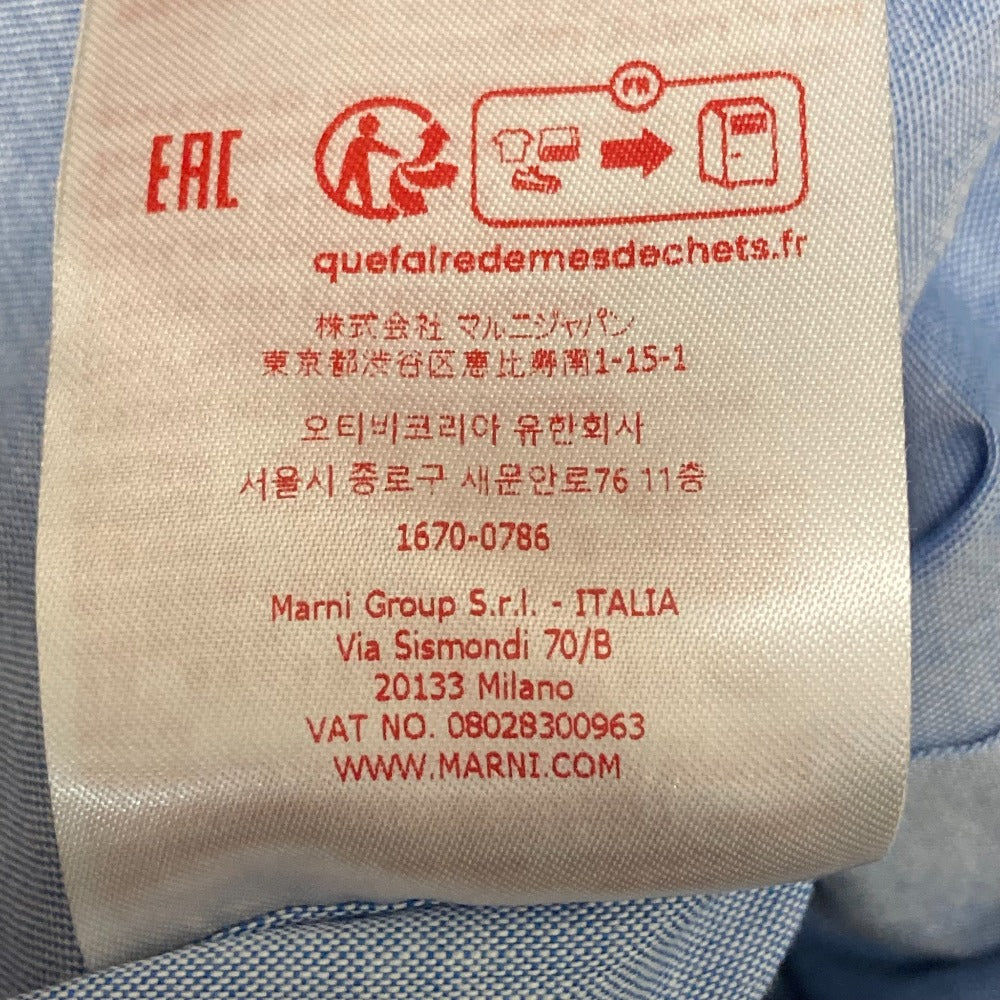 EAC
FR
quefairedemesdechets.fr
株式会社 マルニジャパン
東京都渋谷区恵比寿南1-15-1
오티비코리아 유한회사
서울시 종로구 새문안로76 11층
1670-0786
Marni Group S.r.l. - ITALIA
Via Sismondi 70/B
20133 Milano
VAT NO. 08028300963
WWW.MARNI.COM